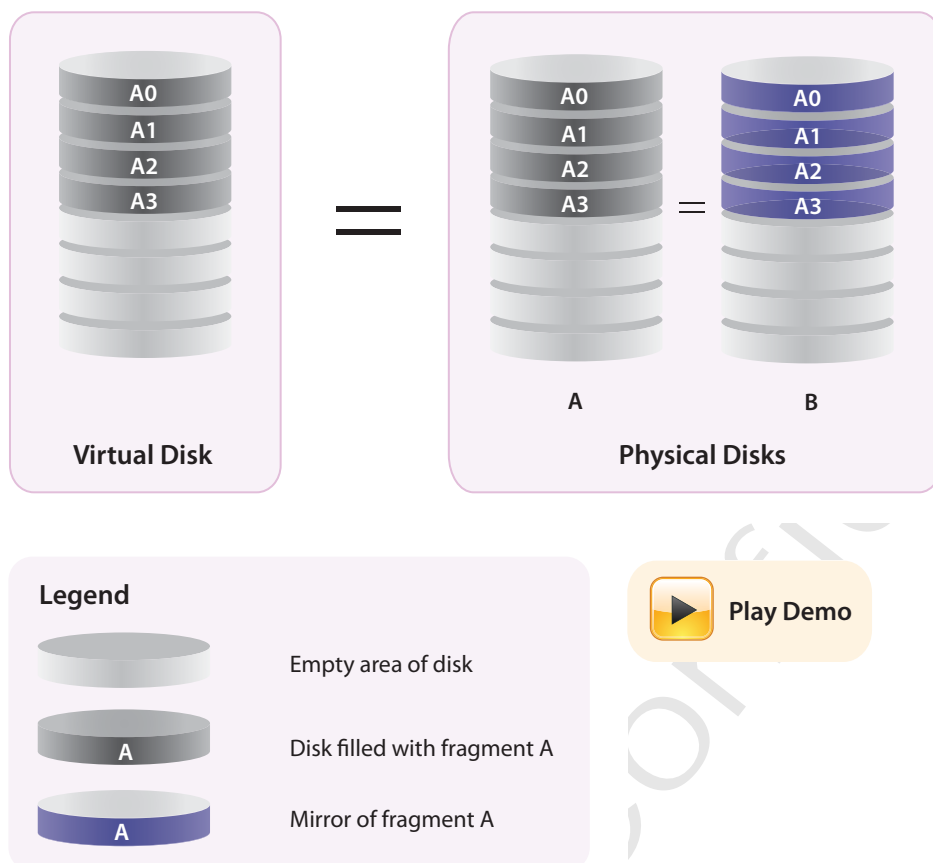 A0
A1
A2
A3
Virtual Disk
=
A0
A1
A2
A3
A
=
A0
A1
A2
A3
B
Physical Disks
Legend
Empty area of disk
A
Disk filled with fragment A
A
Mirror of fragment A
Play Demo